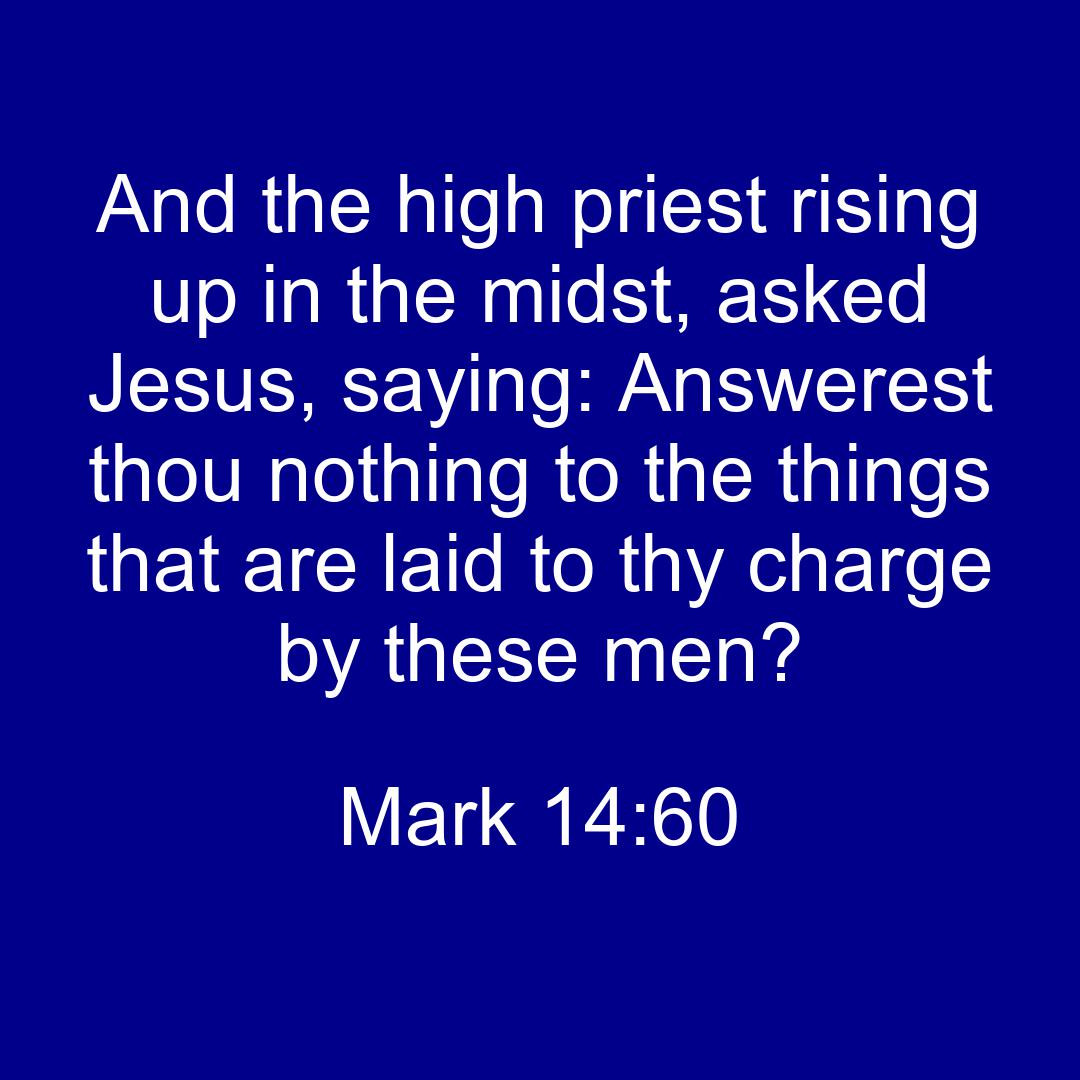 And the high priest rising
up in the midst, asked
Jesus, saying: Answerest
thou nothing to the things
that are laid to thy charge
by these men?
Mark 14:60